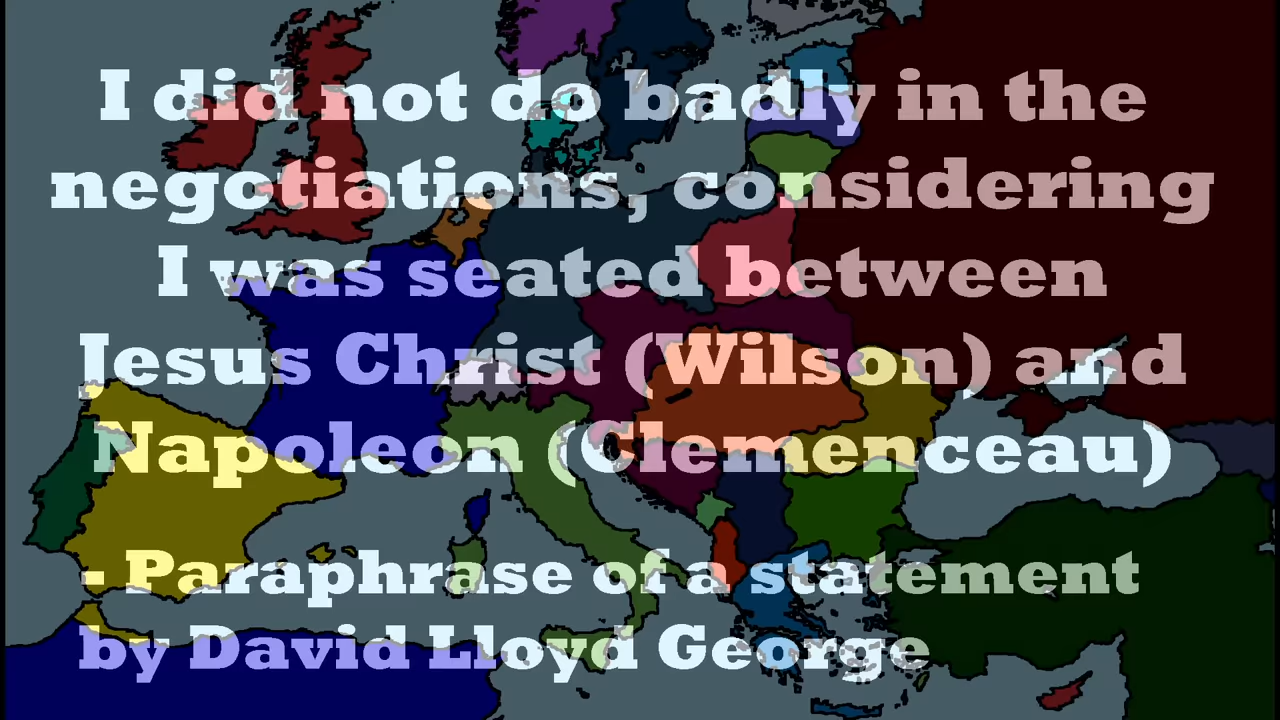 I did not do badly in the
negotiations, considering
I was seated between
Jesus Christ (Wilson) and
Napoleon (Clemenceau)
- Paraphrase of a statement
by David Lloyd George